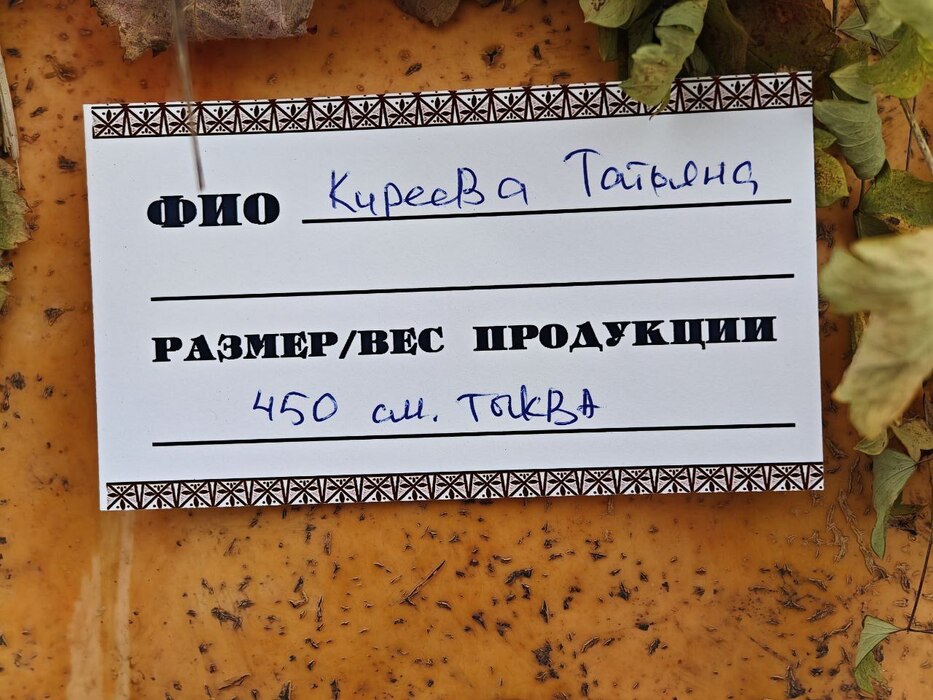 ФИО Киреева Татьяна
РАЗМЕР/ВЕС ПРОДУКЦИИ
450 см. тыква